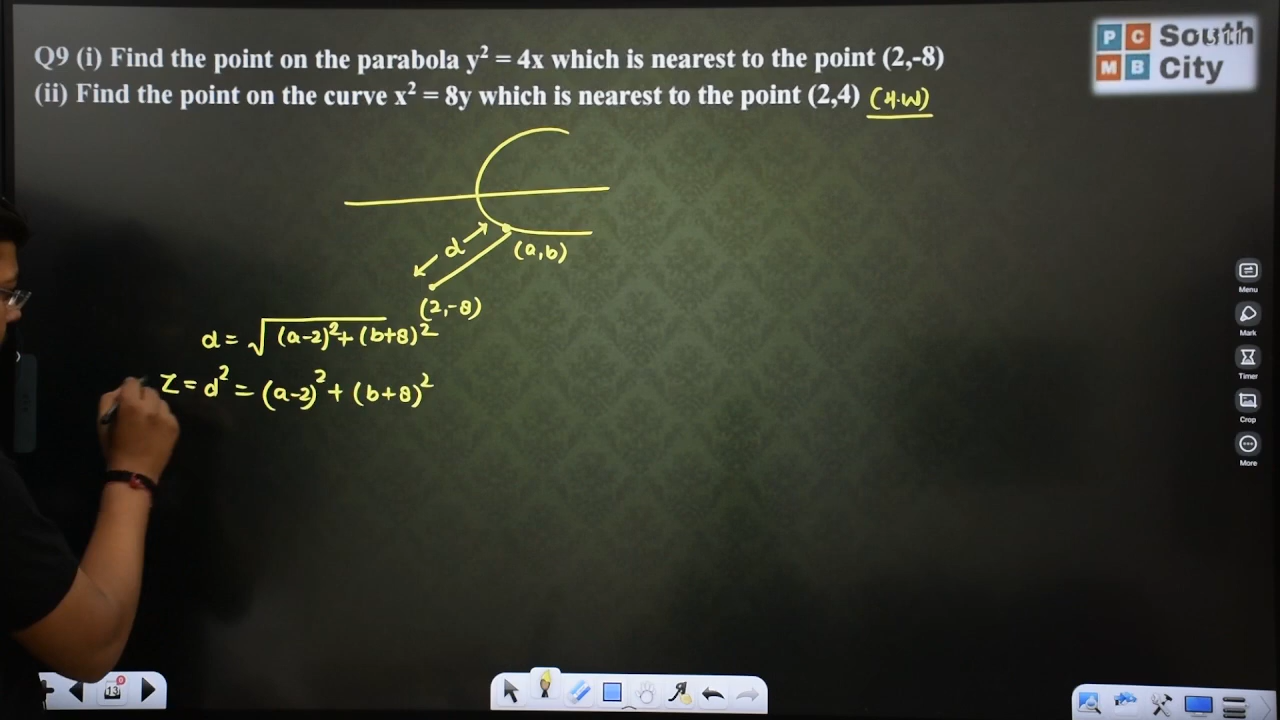 Q9 (i) Find the point on the parabola y² = 4x which is nearest to the point (2,-8)
(ii) Find the point on the curve x² = 8y which is nearest to the point (2,4) (H.W)
P C M B South City
d
(a,b)
(2,-8)
d = √(a-2)²+(b+8)²
Z = d² = (a-2)²+(b+8)²
Menu
Mark
Timer
Crop
More
13
0